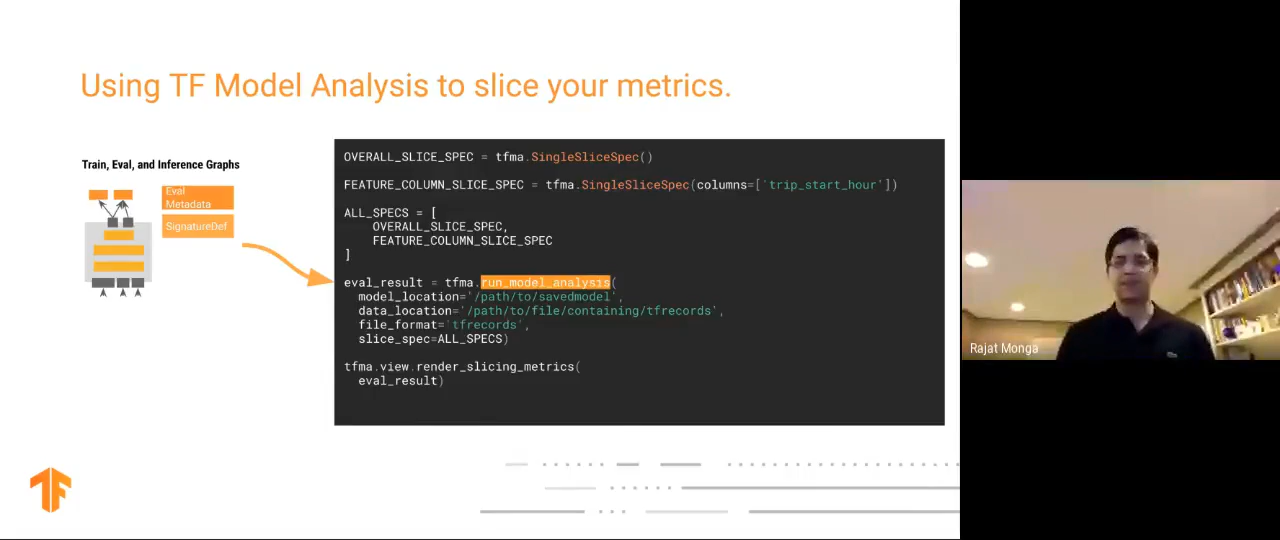 Using TF Model Analysis to slice your metrics.
Train, Eval, and Inference Graphs
Eval
Metadata
SignatureDef
OVERALL_SLICE_SPEC = tfma.SingleSliceSpec()
FEATURE_COLUMN_SLICE_SPEC = tfma.SingleSliceSpec(columns=['trip_start_hour'])
ALL_SPECS = [
    OVERALL_SLICE_SPEC,
    FEATURE_COLUMN_SLICE_SPEC
]
eval_result = tfma.run_model_analysis(
  model_location='/path/to/savedmodel',
  data_location='/path/to/file/containing/tfrecords',
  file_format='tfrecords',
  slice_spec=ALL_SPECS)
tfma.view.render_slicing_metrics(
  eval_result)
Rajat Monga